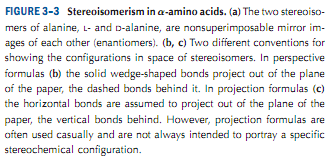 FIGURE 3–3 Stereoisomerism in α-amino acids. (a) The two stereoiso-
mers of alanine, L- and D-alanine, are nonsuperimposable mirror im-
ages of each other (enantiomers). (b, c) Two different conventions for
showing the configurations in space of stereoisomers. In perspective
formulas (b) the solid wedge-shaped bonds project out of the plane
of the paper, the dashed bonds behind it. In projection formulas (c)
the horizontal bonds are assumed to project out of the plane of the
paper, the vertical bonds behind. However, projection formulas are
often used casually and are not always intended to portray a specific
stereochemical configuration.